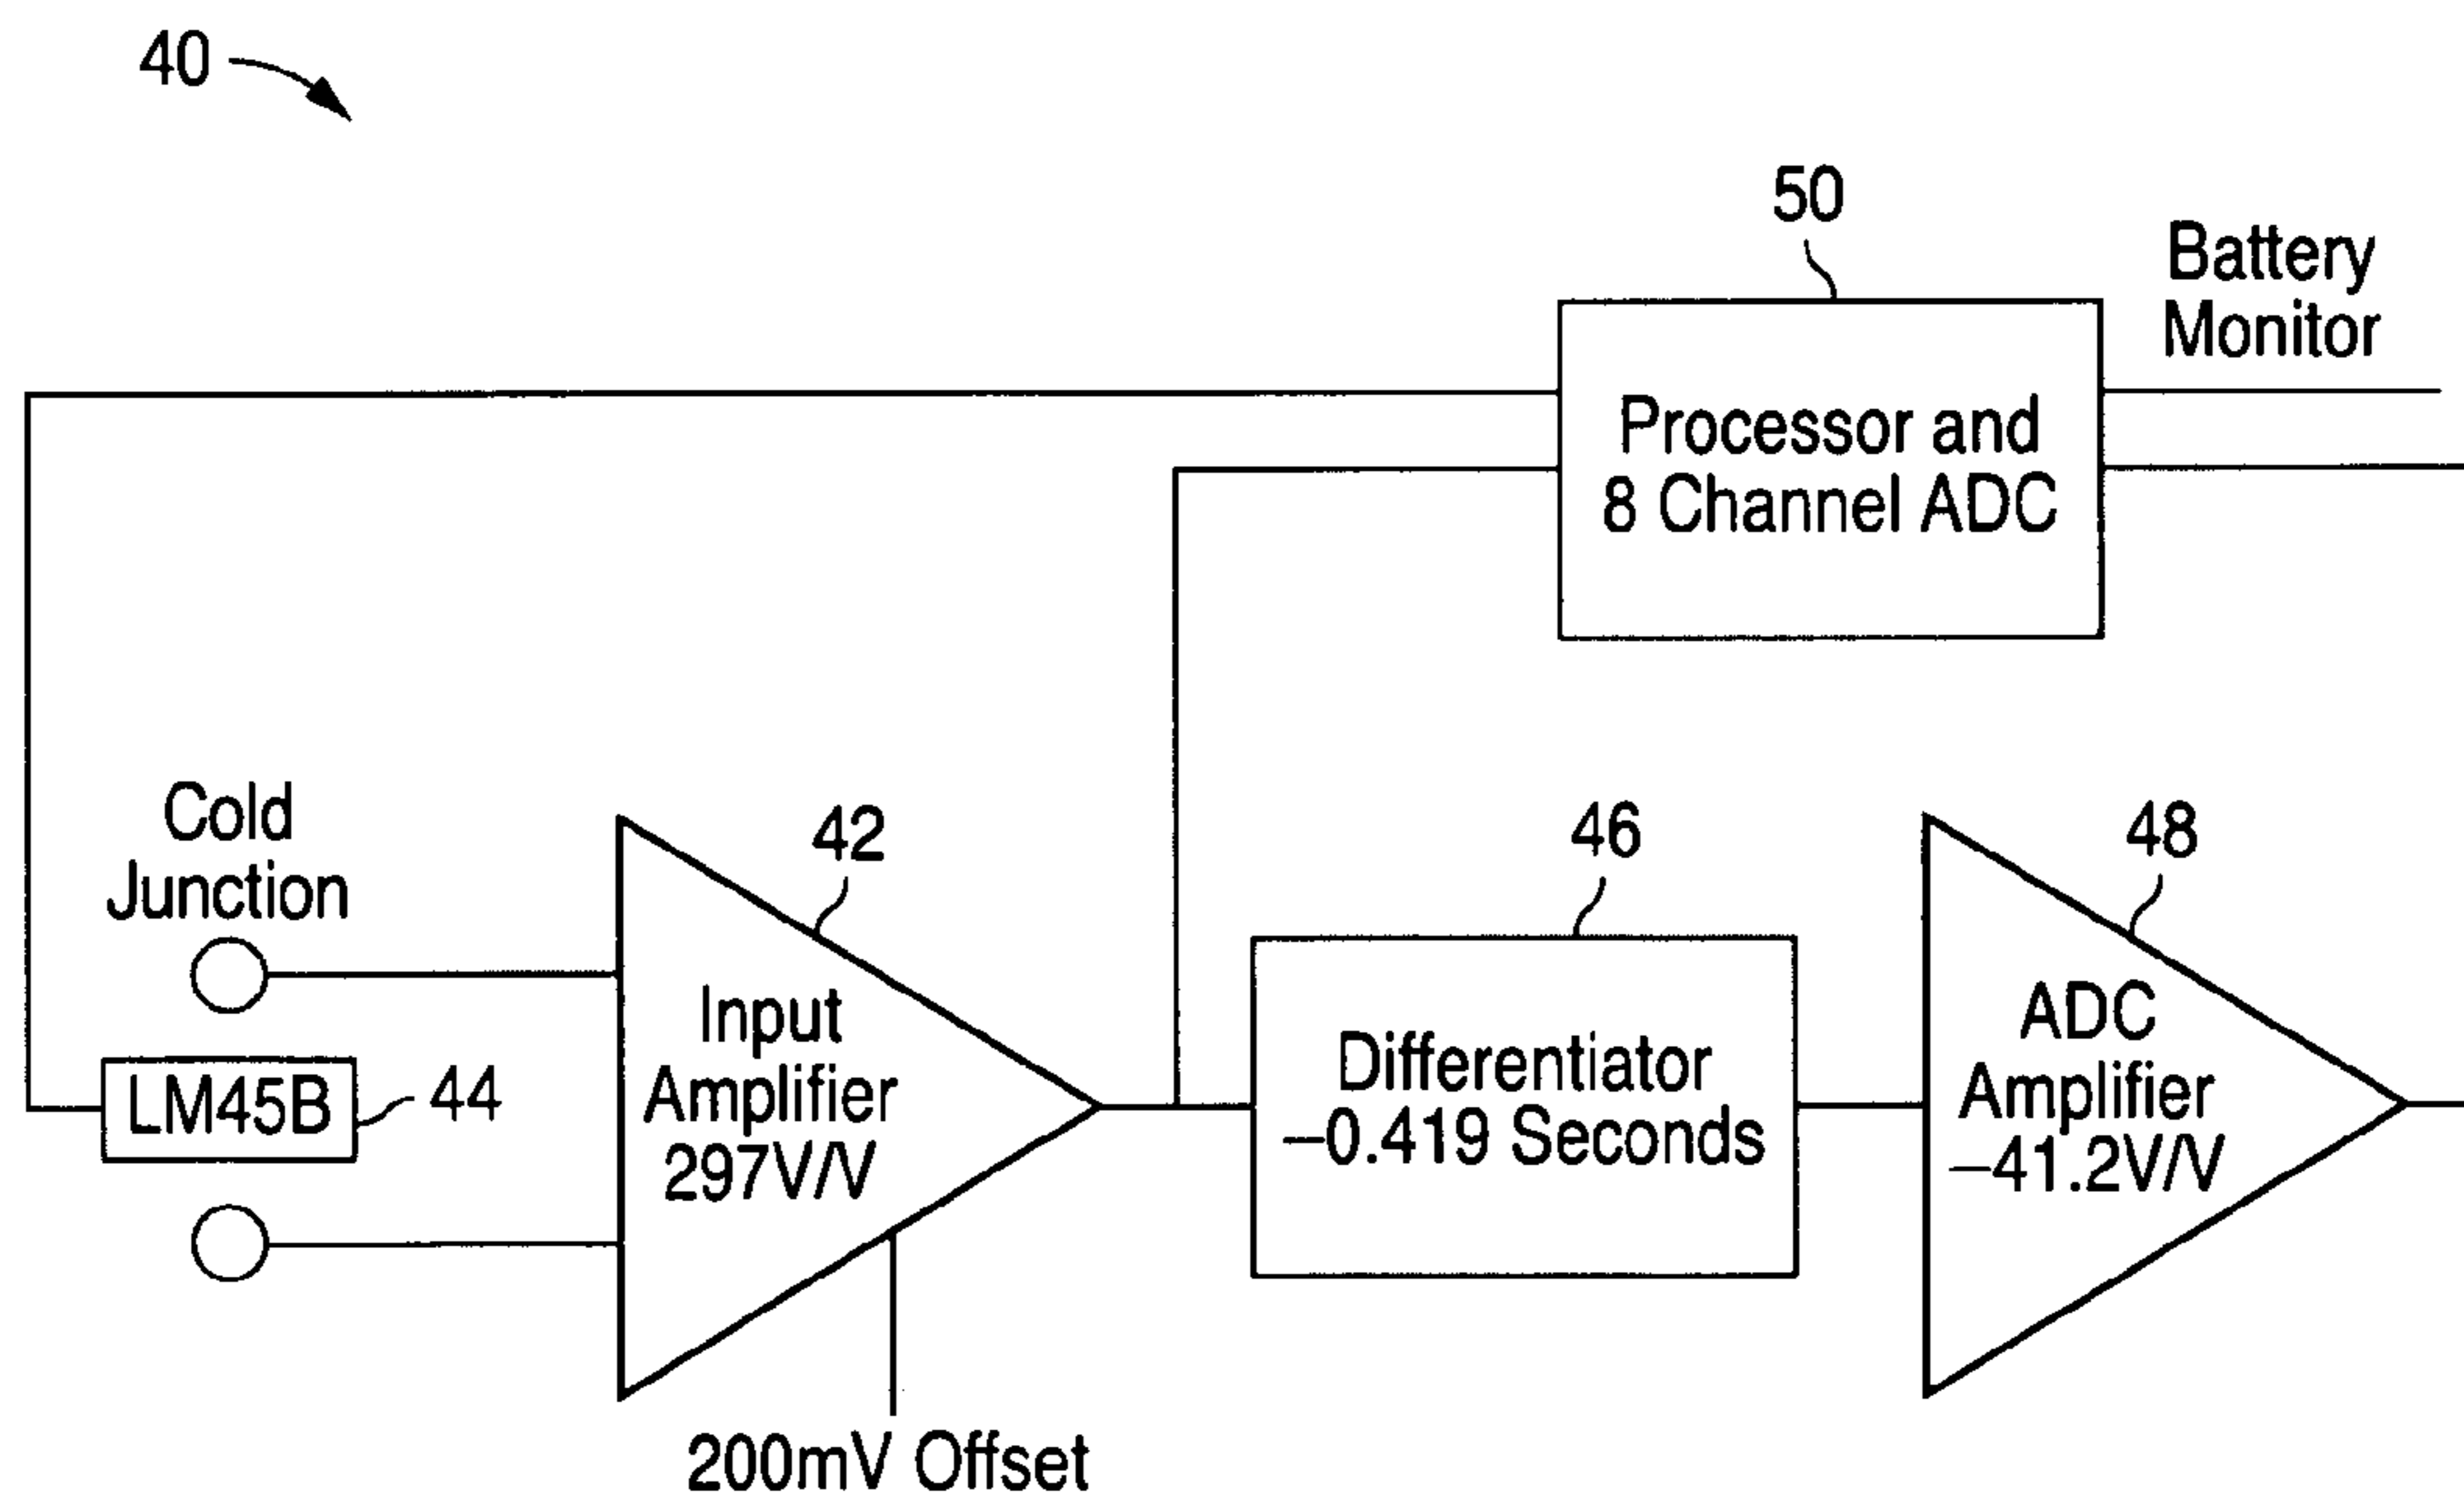 40
50
Battery
Monitor
Processor and
8 Channel ADC
Cold
Junction
42
46
48
LM45B
44
Input
Amplifier
297V/V
Differentiator
–0.419 Seconds
ADC
Amplifier
–41.2V/V
200mV Offset